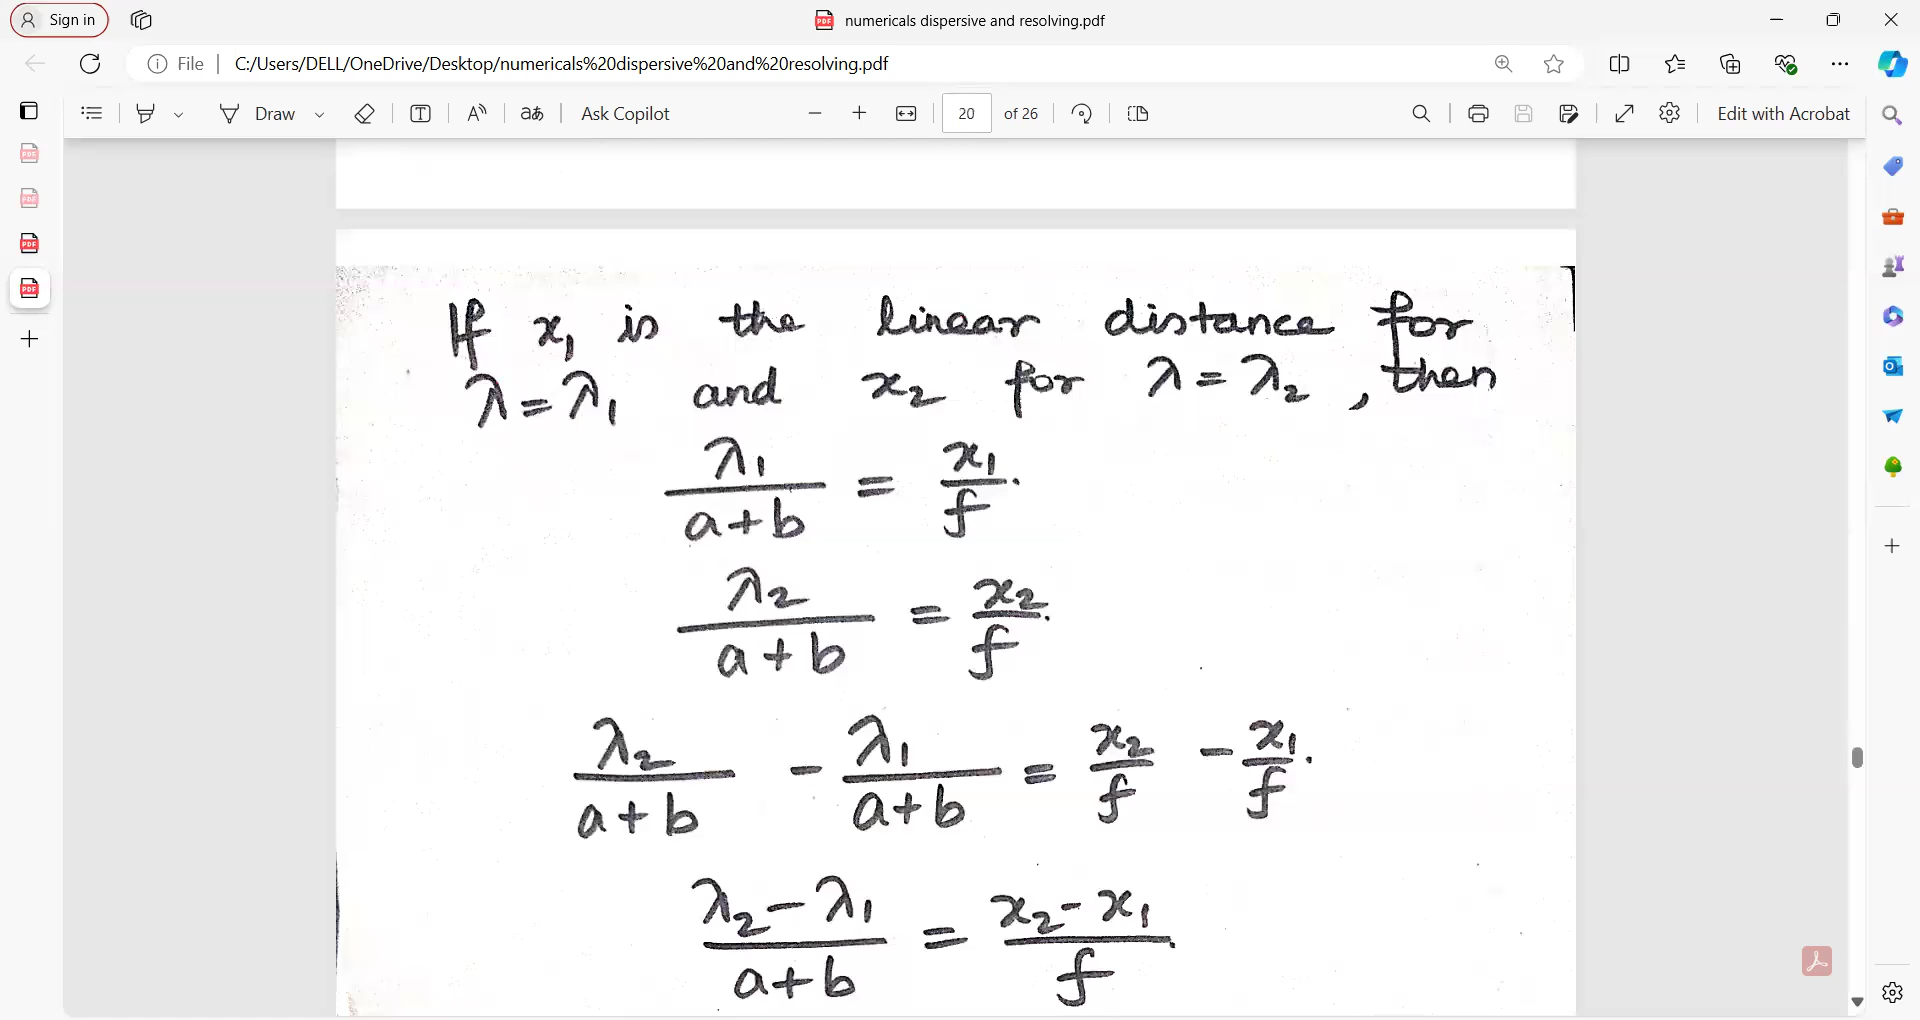 Sign in
numericals dispersive and resolving.pdf
File
C:/Users/DELL/OneDrive/Desktop/numericals%20dispersive%20and%20resolving.pdf
Draw
T
A
aあ
Ask Copilot
20 of 26
Edit with Acrobat
If x₁ is the linear distance for
λ=λ₁ and x₂ for λ=λ₂, then
λ₁/(a+b) = x₁/f.
λ₂/(a+b) = x₂/f.
λ₂/(a+b) - λ₁/(a+b) = x₂/f - x₁/f.
(λ₂-λ₁)/(a+b) = (x₂-x₁)/f.